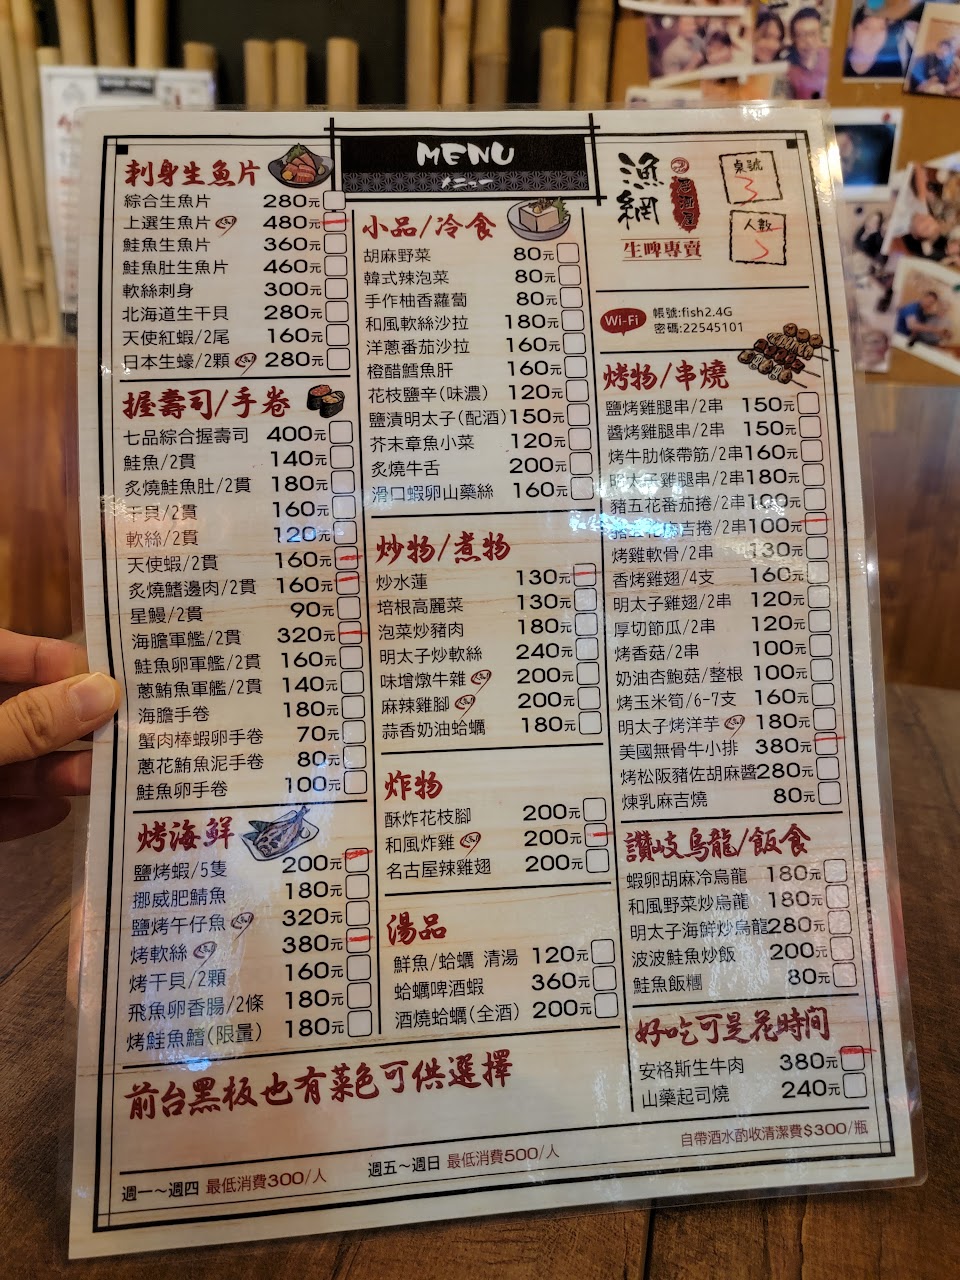 MENU
メニュー
刺身生魚片
綜合生魚片 280元
上選生魚片 480元
鮭魚生魚片 360元
鮭魚肚生魚片 460元
軟絲刺身 300元
北海道生干貝 280元
天使紅蝦/2尾 160元
日本生蠔/2顆 280元
握壽司/手卷
七品綜合握壽司 400元
鮭魚/2貫 140元
炙燒鮭魚肚/2貫 180元
干貝/2貫 160元
軟絲/2貫 120元
天使蝦/2貫 160元
炙燒鰭邊肉/2貫 160元
星鰻/2貫 90元
海膽軍艦/2貫 320元
鮭魚卵軍艦/2貫 160元
蔥鮪魚軍艦/2貫 140元
海膽手卷 180元
蟹肉棒蝦卵手卷 70元
蔥花鮪魚泥手卷 80元
鮭魚卵手卷 100元
烤海鮮
鹽烤蝦/5隻 200元
挪威肥鯖魚 180元
鹽烤午仔魚 320元
烤軟絲 380元
烤干貝/2顆 160元
飛魚卵香腸/2條 180元
烤鮭魚鰭(限量) 180元
小品/冷食
胡麻野菜 80元
韓式辣泡菜 80元
手作柚香蘿蔔 80元
和風軟絲沙拉 180元
洋蔥番茄沙拉 160元
橙醋鱈魚肝 160元
花枝鹽辛(味濃) 120元
鹽漬明太子(配酒) 150元
芥末章魚小菜 120元
炙燒牛舌 200元
滑口蝦卵山藥絲 160元
炒物/煮物
炒水蓮 130元
培根高麗菜 130元
泡菜炒豬肉 180元
明太子炒軟絲 240元
味增燉牛雜 200元
麻辣雞腳 200元
蒜香奶油蛤蠣 180元
炸物
酥炸花枝腳 200元
和風炸雞 200元
名古屋辣雞翅 200元
湯品
鮮魚/蛤蠣 清湯 120元
蛤蠣啤酒蝦 360元
酒燒蛤蠣(全酒) 200元
漁網
居酒屋
生啤專賣
桌號
3
人數
5
Wi-Fi
帳號:fish2.4G
密碼:22545101
烤物/串燒
鹽烤雞腿串/2串 150元
醬烤雞腿串/2串 150元
烤牛肋條帶筋/2串 160元
明太子雞腿串/2串 180元
豬五花番茄捲/2串 100元
吉捲/2串 100元
烤雞軟骨/2串 130元
香烤雞翅/4支 160元
明太子雞翅/2串 120元
厚切節瓜/2串 120元
烤香菇/2串 100元
奶油杏鮑菇/整根 100元
烤玉米筍/6-7支 160元
明太子烤洋芋 180元
美國無骨牛小排 380元
烤松阪豬佐胡麻醬 280元
煉乳麻吉燒 80元
讚岐烏龍/飯食
蝦卵胡麻冷烏龍 180元
和風野菜炒烏龍 180元
明太子海鮮炒烏龍 280元
波波鮭魚炒飯 200元
鮭魚飯糰 80元
好吃可是花時間
安格斯生牛肉 380元
山藥起司燒 240元
前台黑板也有菜色可供選擇
週一～週四 最低消費300/人
週五～週日 最低消費500/人
自帶酒水酌收清潔費$300/瓶